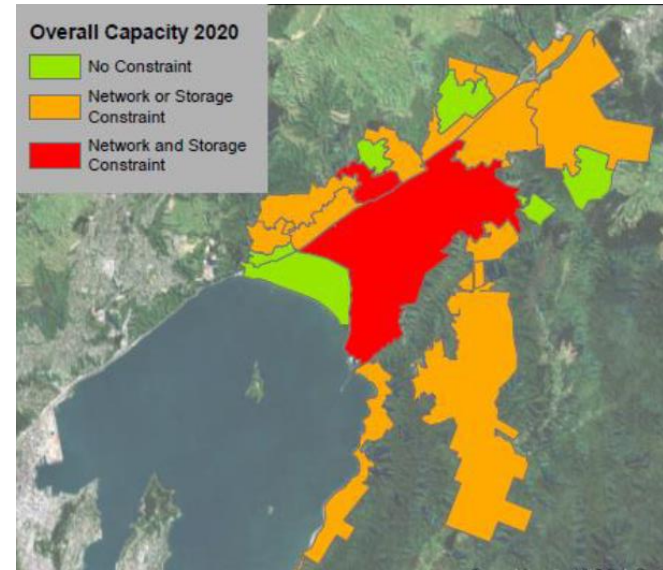 Overall Capacity 2020
No Constraint
Network or Storage
Constraint
Network and Storage
Constraint